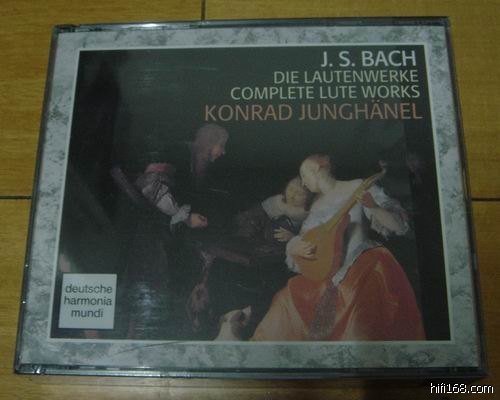 J. S. BACH
DIE LAUTENWERKE
COMPLETE LUTE WORKS
KONRAD JUNGHÄNEL
deutsche
harmonia
mundi
hifi168.com